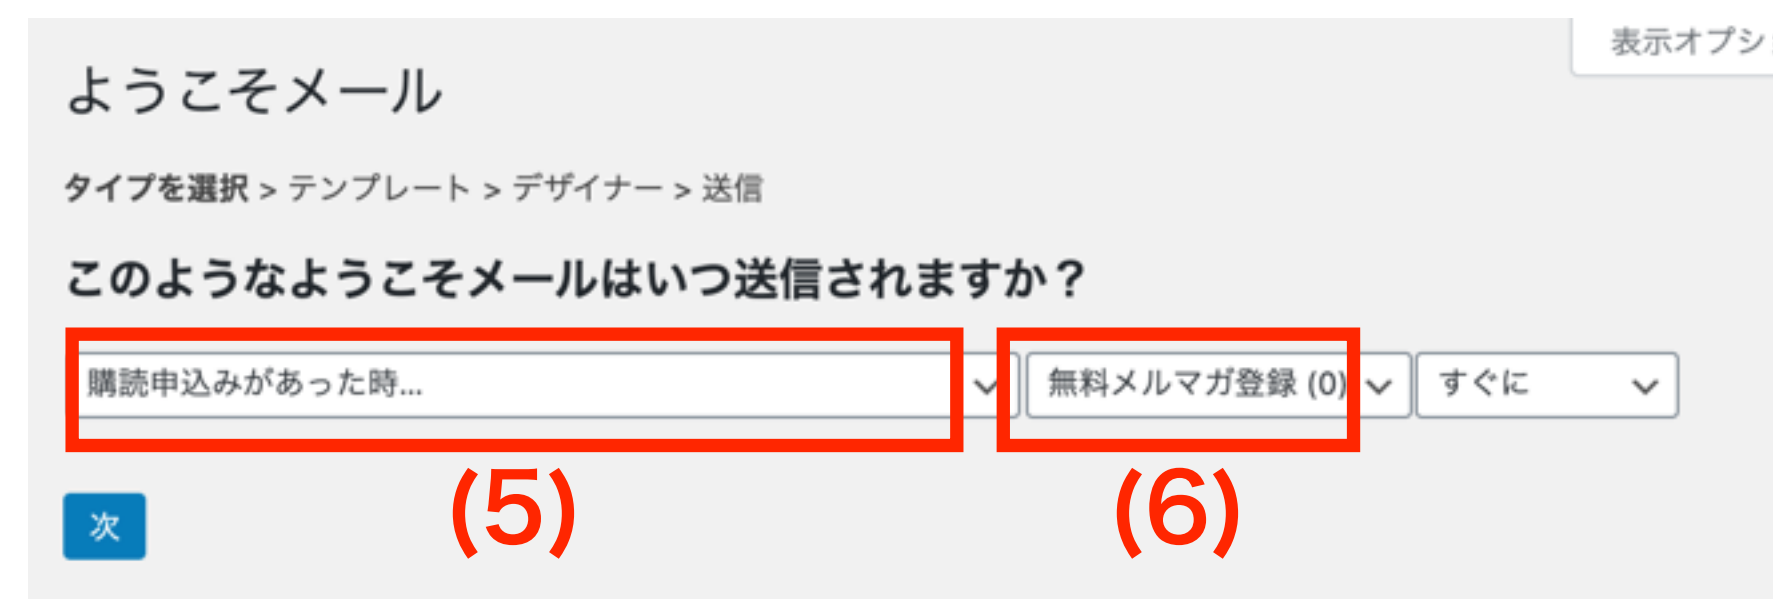 表示オプシ
ようこそメール
タイプを選択 > テンプレート > デザイナー > 送信
このようなようこそメールはいつ送信されますか？
購読申込みがあった時... 無料メルマガ登録 (0) すぐに
(5) (6)
次